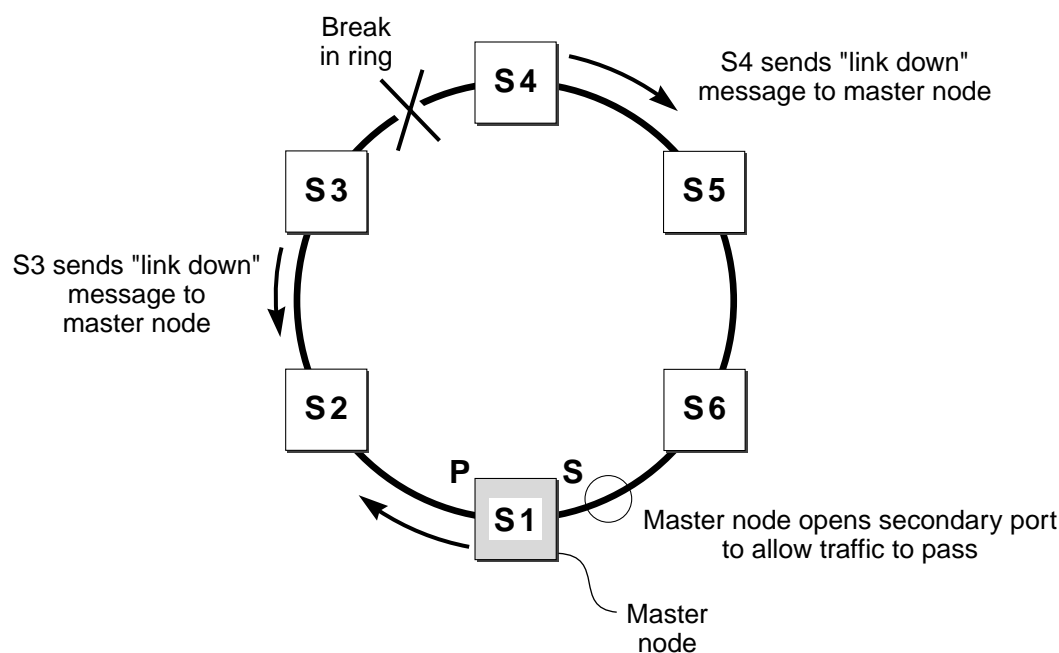 Break
in ring
S4
S4 sends "link down"
message to master node
S3
S5
S3 sends "link down"
message to
master node
S2
S6
P
S
S1
Master node opens secondary port
to allow traffic to pass
Master
node